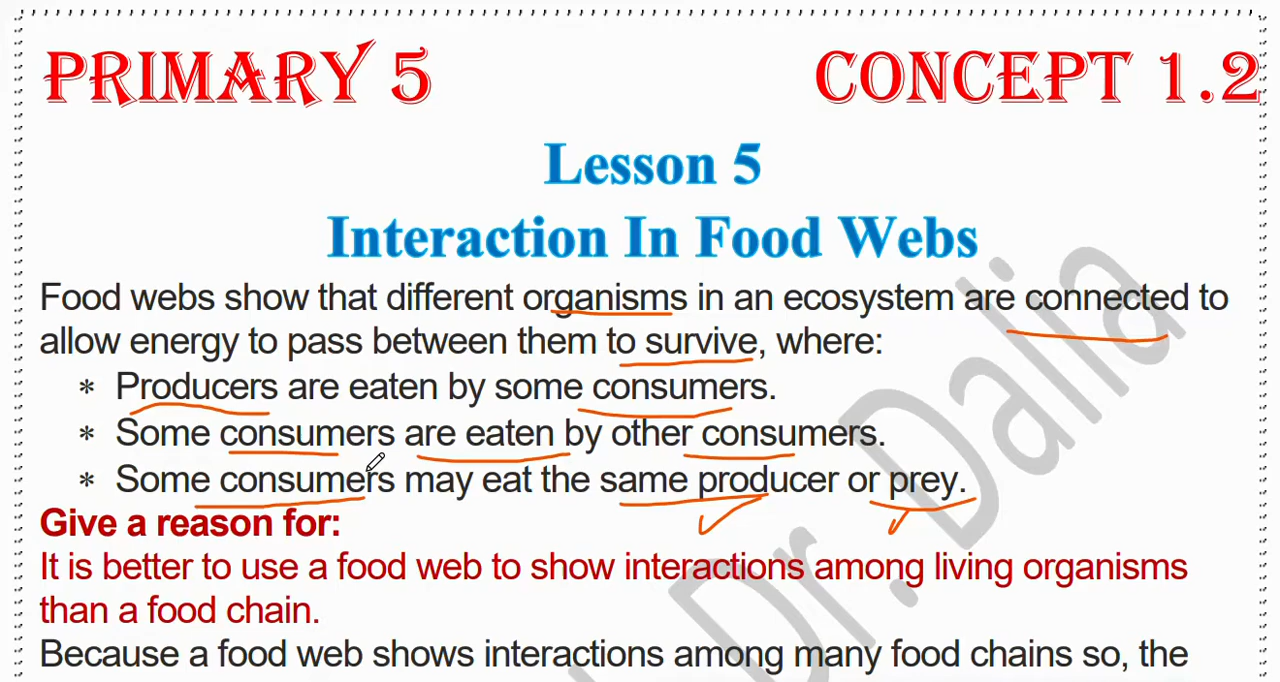 PRIMARY 5 CONCEPT 1.2
Lesson 5
Interaction In Food Webs
Food webs show that different organisms in an ecosystem are connected to
allow energy to pass between them to survive, where:
* Producers are eaten by some consumers.
* Some consumers are eaten by other consumers.
* Some consumers may eat the same producer or prey.
Give a reason for:
It is better to use a food web to show interactions among living organisms
than a food chain.
Because a food web shows interactions among many food chains so, the
Dr. Dalia